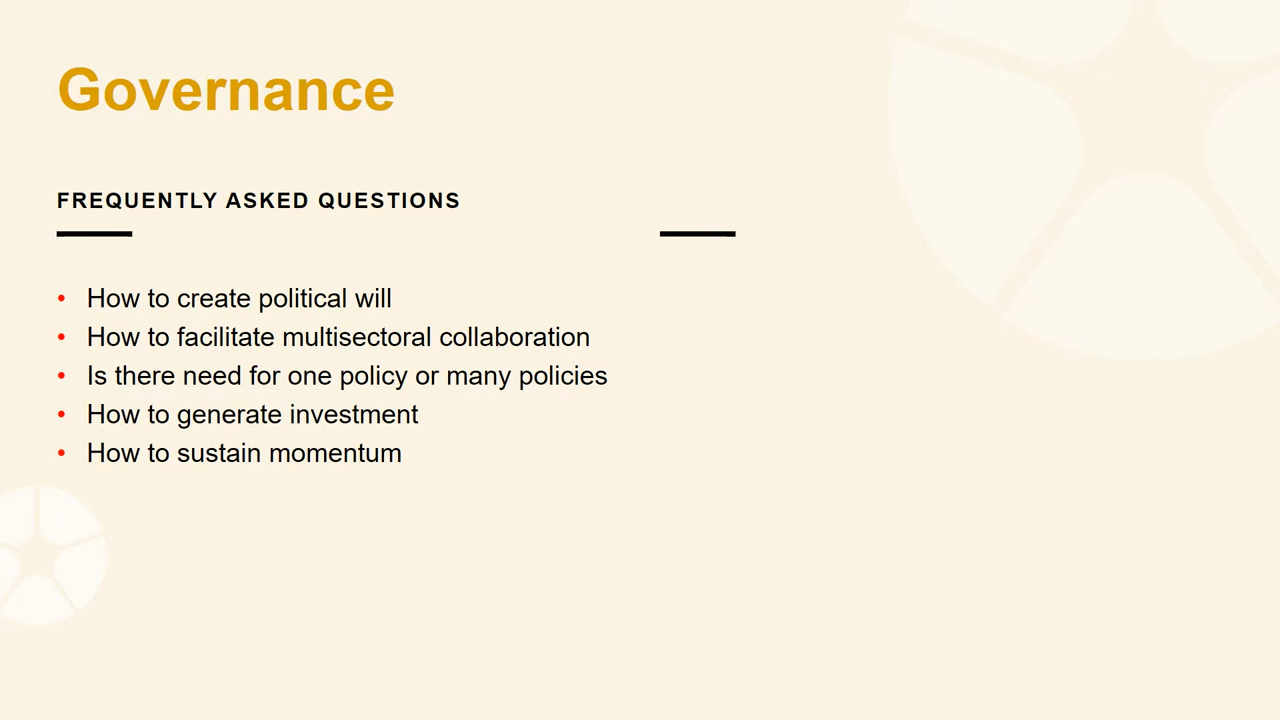 Governance
FREQUENTLY ASKED QUESTIONS
• How to create political will
• How to facilitate multisectoral collaboration
• Is there need for one policy or many policies
• How to generate investment
• How to sustain momentum